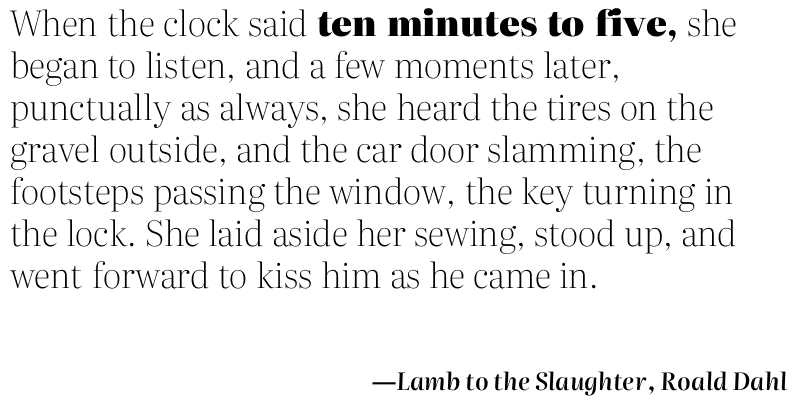 When the clock said ten minutes to five, she
began to listen, and a few moments later,
punctually as always, she heard the tires on the
gravel outside, and the car door slamming, the
footsteps passing the window, the key turning in
the lock. She laid aside her sewing, stood up, and
went forward to kiss him as he came in.
—Lamb to the Slaughter, Roald Dahl